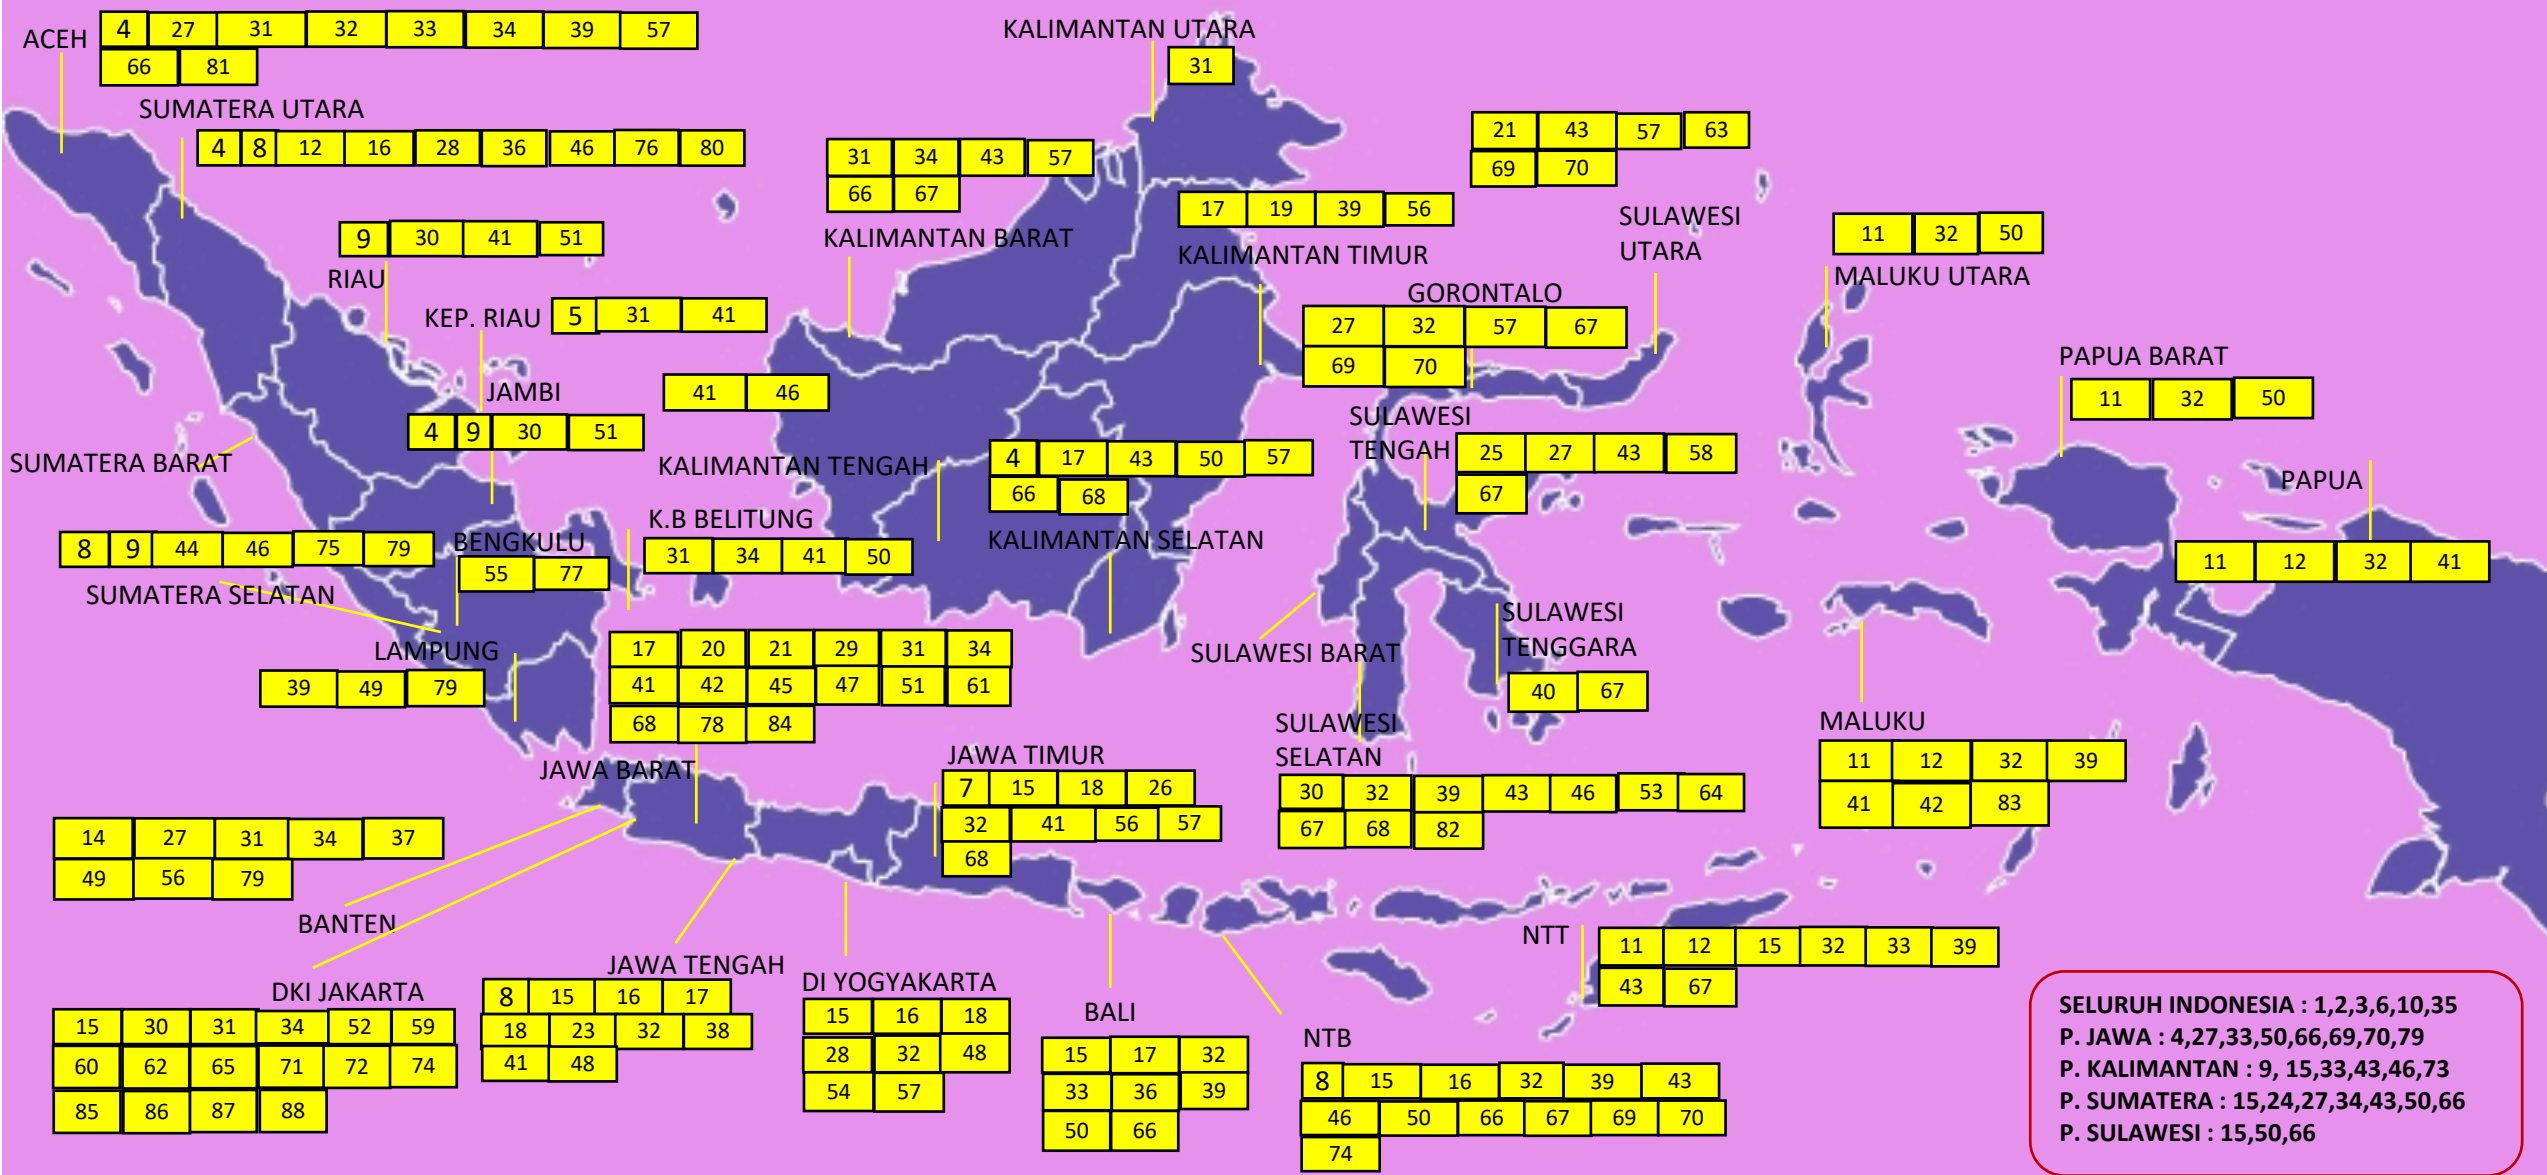 ACEH
4 27 31 32 33 34 39 57
66 81
SUMATERA UTARA
4 8 12 16 28 36 46 76 80
RIAU
9 30 41 51
KEP. RIAU
5 31 41
JAMBI
4 9 30 51
SUMATERA BARAT
SUMATERA SELATAN
8 9 44 46 75 79
BENGKULU
55 77
K.B BELITUNG
31 34 41 50
LAMPUNG
39 49 79
KALIMANTAN UTARA
31
31 34 43 57
66 67
KALIMANTAN BARAT
17 19 39 56
KALIMANTAN TIMUR
41 46
KALIMANTAN TENGAH
4 17 43 50 57
66 68
KALIMANTAN SELATAN
21 43 57 63
69 70
SULAWESI
UTARA
GORONTALO
27 32 57 67
69 70
SULAWESI
TENGAH
25 27 43 58
67
SULAWESI BARAT
SULAWESI
TENGGARA
40 67
SULAWESI
SELATAN
30 32 39 43 46 53 64
67 68 82
11 32 50
MALUKU UTARA
PAPUA BARAT
11 32 50
PAPUA
11 12 32 41
MALUKU
11 12 32 39
41 42 83
17 20 21 29 31 34
41 42 45 47 51 61
68 78 84
JAWA BARAT
JAWA TIMUR
7 15 18 26
32 41 56 57
68
14 27 31 34 37
49 56 79
BANTEN
DKI JAKARTA
15 30 31 34 52 59
60 62 65 71 72 74
85 86 87 88
JAWA TENGAH
8 15 16 17
18 23 32 38
41 48
DI YOGYAKARTA
15 16 18
28 32 48
54 57
BALI
15 17 32
33 36 39
50 66
NTB
8 15 16 32 39 43
46 50 66 67 69 70
74
NTT
11 12 15 32 33 39
43 67
SELURUH INDONESIA : 1,2,3,6,10,35
P. JAWA : 4,27,33,50,66,69,70,79
P. KALIMANTAN : 9, 15,33,43,46,73
P. SUMATERA : 15,24,27,34,43,50,66
P. SULAWESI : 15,50,66